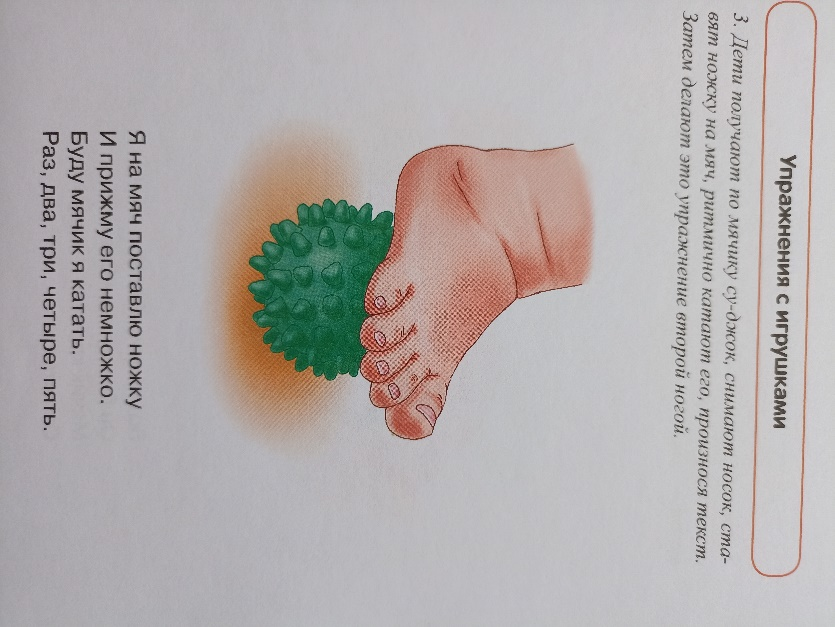 Упражнения с игрушками
3. Дети получают по мячику су-джок, снимают носок, ста-
вят ножку на мяч, ритмично катают его, произнося текст.
Затем делают это упражнение второй ногой.
Я на мяч поставлю ножку
И прижму его немножко.
Буду мячик я катать.
Раз, два, три, четыре, пять.